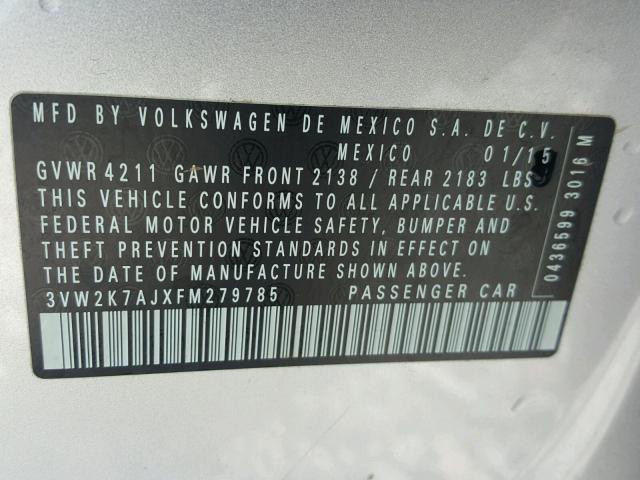 MFD BY VOLKSWAGEN DE MEXICO S.A. DE C.V.
MEXICO 01/15
GVWR 4211 GAWR FRONT 2138 / REAR 2183 LBS
THIS VEHICLE CONFORMS TO ALL APPLICABLE U.S.
FEDERAL MOTOR VEHICLE SAFETY, BUMPER AND
THEFT PREVENTION STANDARDS IN EFFECT ON
THE DATE OF MANUFACTURE SHOWN ABOVE.
3VW2K7AJXFM279785 PASSENGER CAR
0436599 3016 M